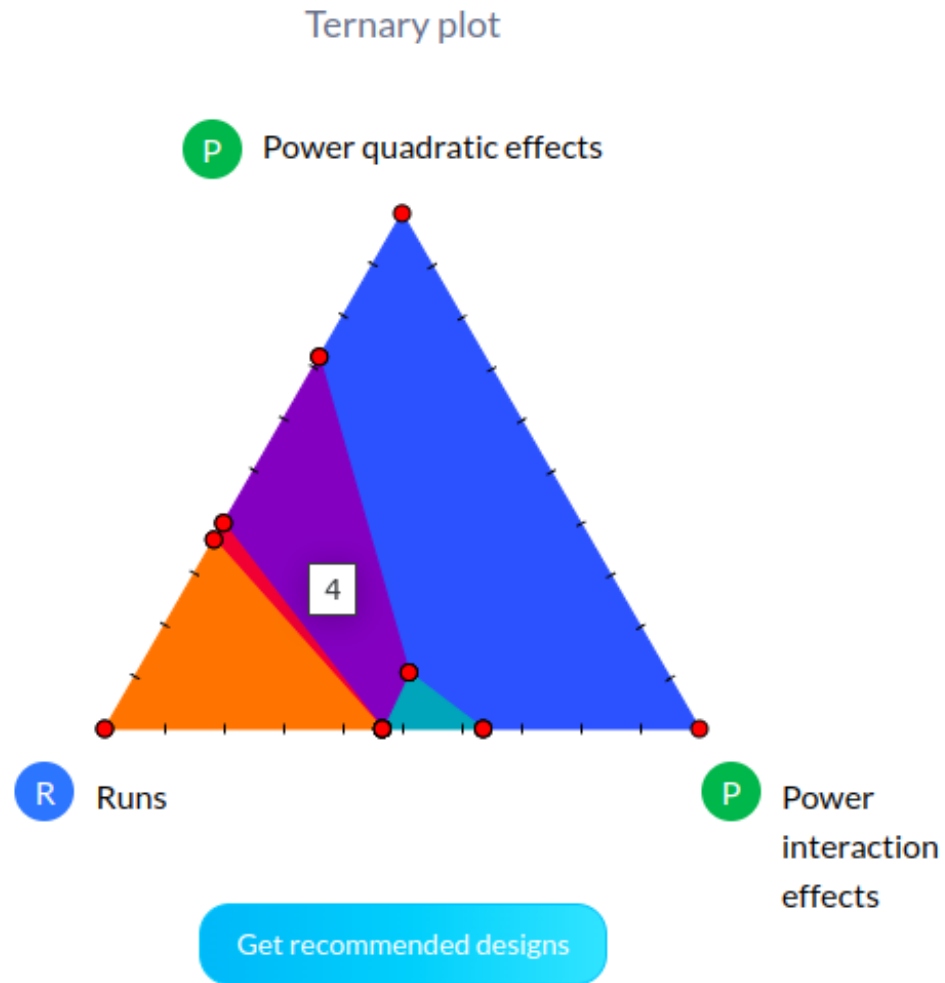 Ternary plot
P Power quadratic effects
4
R Runs
P Power
interaction
effects
Get recommended designs